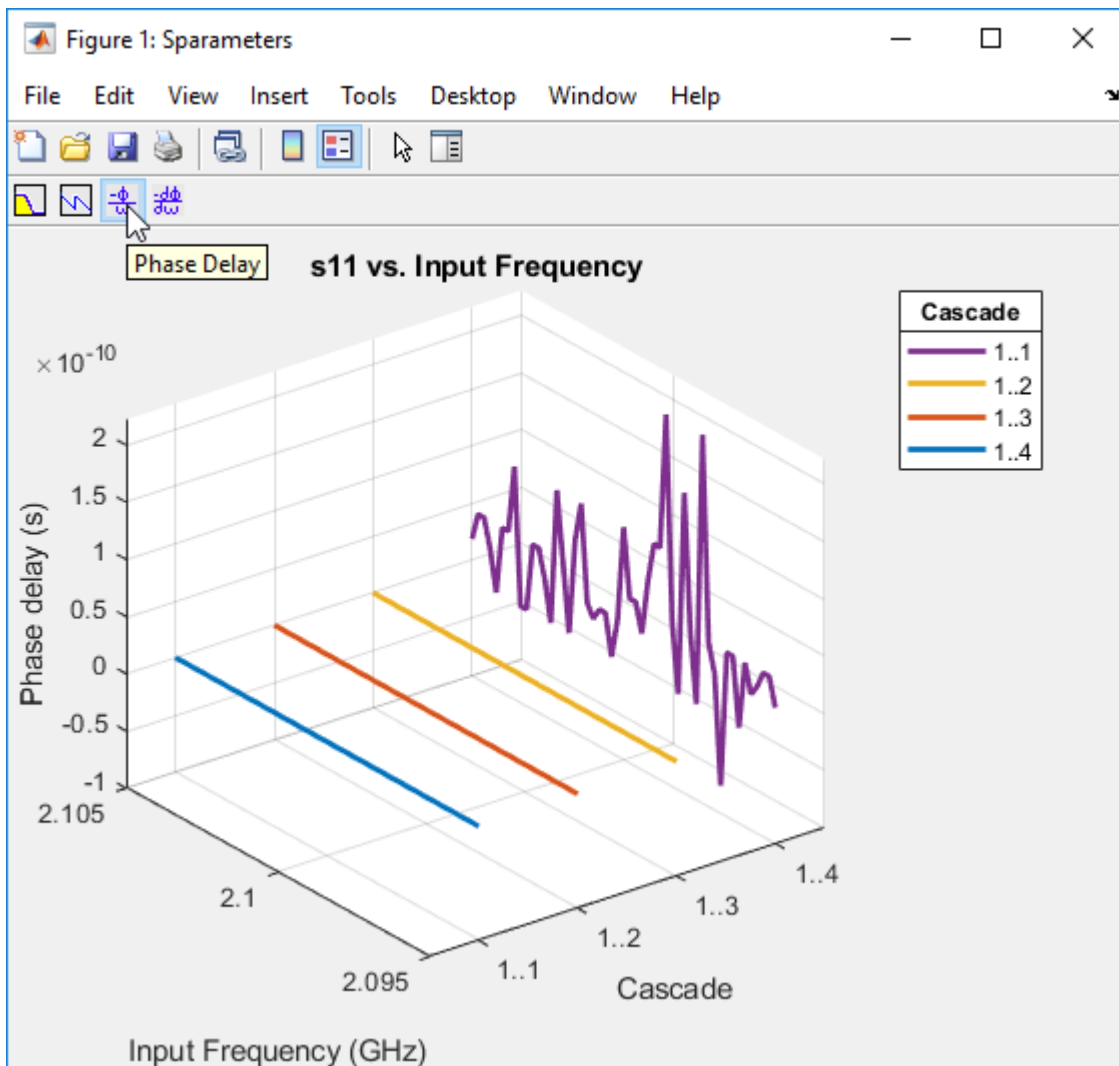 Figure 1: Sparameters
File Edit View Insert Tools Desktop Window Help
-ϕ
ω
-dϕ
dω
Phase Delay
s11 vs. Input Frequency
Cascade
1..1
1..2
1..3
1..4
× 10⁻¹⁰
2
1.5
1
0.5
0
-0.5
-1
Phase delay (s)
2.105
2.1
2.095
Input Frequency (GHz)
1..1
1..2
1..3
1..4
Cascade